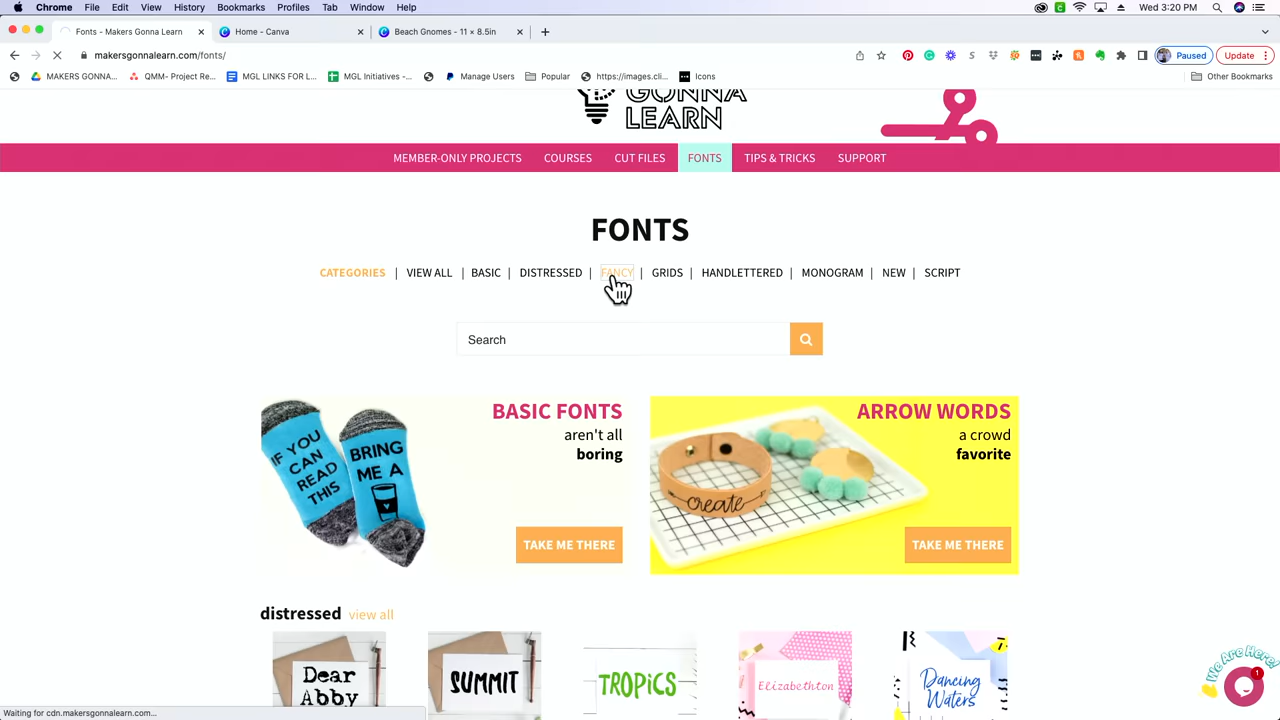 Chrome File Edit View History Bookmarks Profiles Tab Window Help Wed 3:20 PM
Fonts - Makers Gonna Learn Home - Canva Beach Gnomes - 11 × 8.5in
makersgonnalearn.com/fonts/ Paused Update
MAKERS GONNA... QMM- Project Re... MGL LINKS FOR L... MGL Initiatives -... Manage Users Popular https://images.cli... Icons Other Bookmarks
GONNA
LEARN
MEMBER-ONLY PROJECTS COURSES CUT FILES FONTS TIPS & TRICKS SUPPORT
FONTS
CATEGORIES | VIEW ALL | BASIC | DISTRESSED | FANCY | GRIDS | HANDLETTERED | MONOGRAM | NEW | SCRIPT
Search
BASIC FONTS
aren't all
boring
IF YOU
CAN
READ
THIS
BRING
ME A
TAKE ME THERE
ARROW WORDS
a crowd
favorite
create
TAKE ME THERE
distressed view all
Dear
Abby
SUMMIT
TROPiCS
Elizabethton
Dancing
Waters
We Are Here!
1
Waiting for cdn.makersgonnalearn.com...